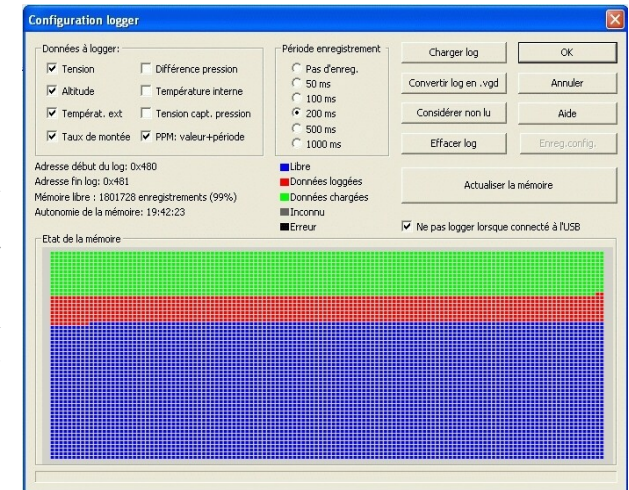 Configuration logger
Données à logger:
Tension
Différence pression
Altitude
Température interne
Températ. ext
Tension capt. pression
Taux de montée
PPM: valeur+période
Période enregistrement
Pas d'enreg.
50 ms
100 ms
200 ms
500 ms
1000 ms
Charger log
OK
Convertir log en .vgd
Annuler
Considérer non lu
Aide
Effacer log
Enreg.config.
Adresse début du log: 0x480
Adresse fin log: 0x481
Mémoire libre : 1801728 enregistrements (99%)
Autonomie de la mémoire: 19:42:23
Libre
Données loggées
Données chargées
Inconnu
Erreur
Actualiser la mémoire
Ne pas logger lorsque connecté à l'USB
Etat de la mémoire